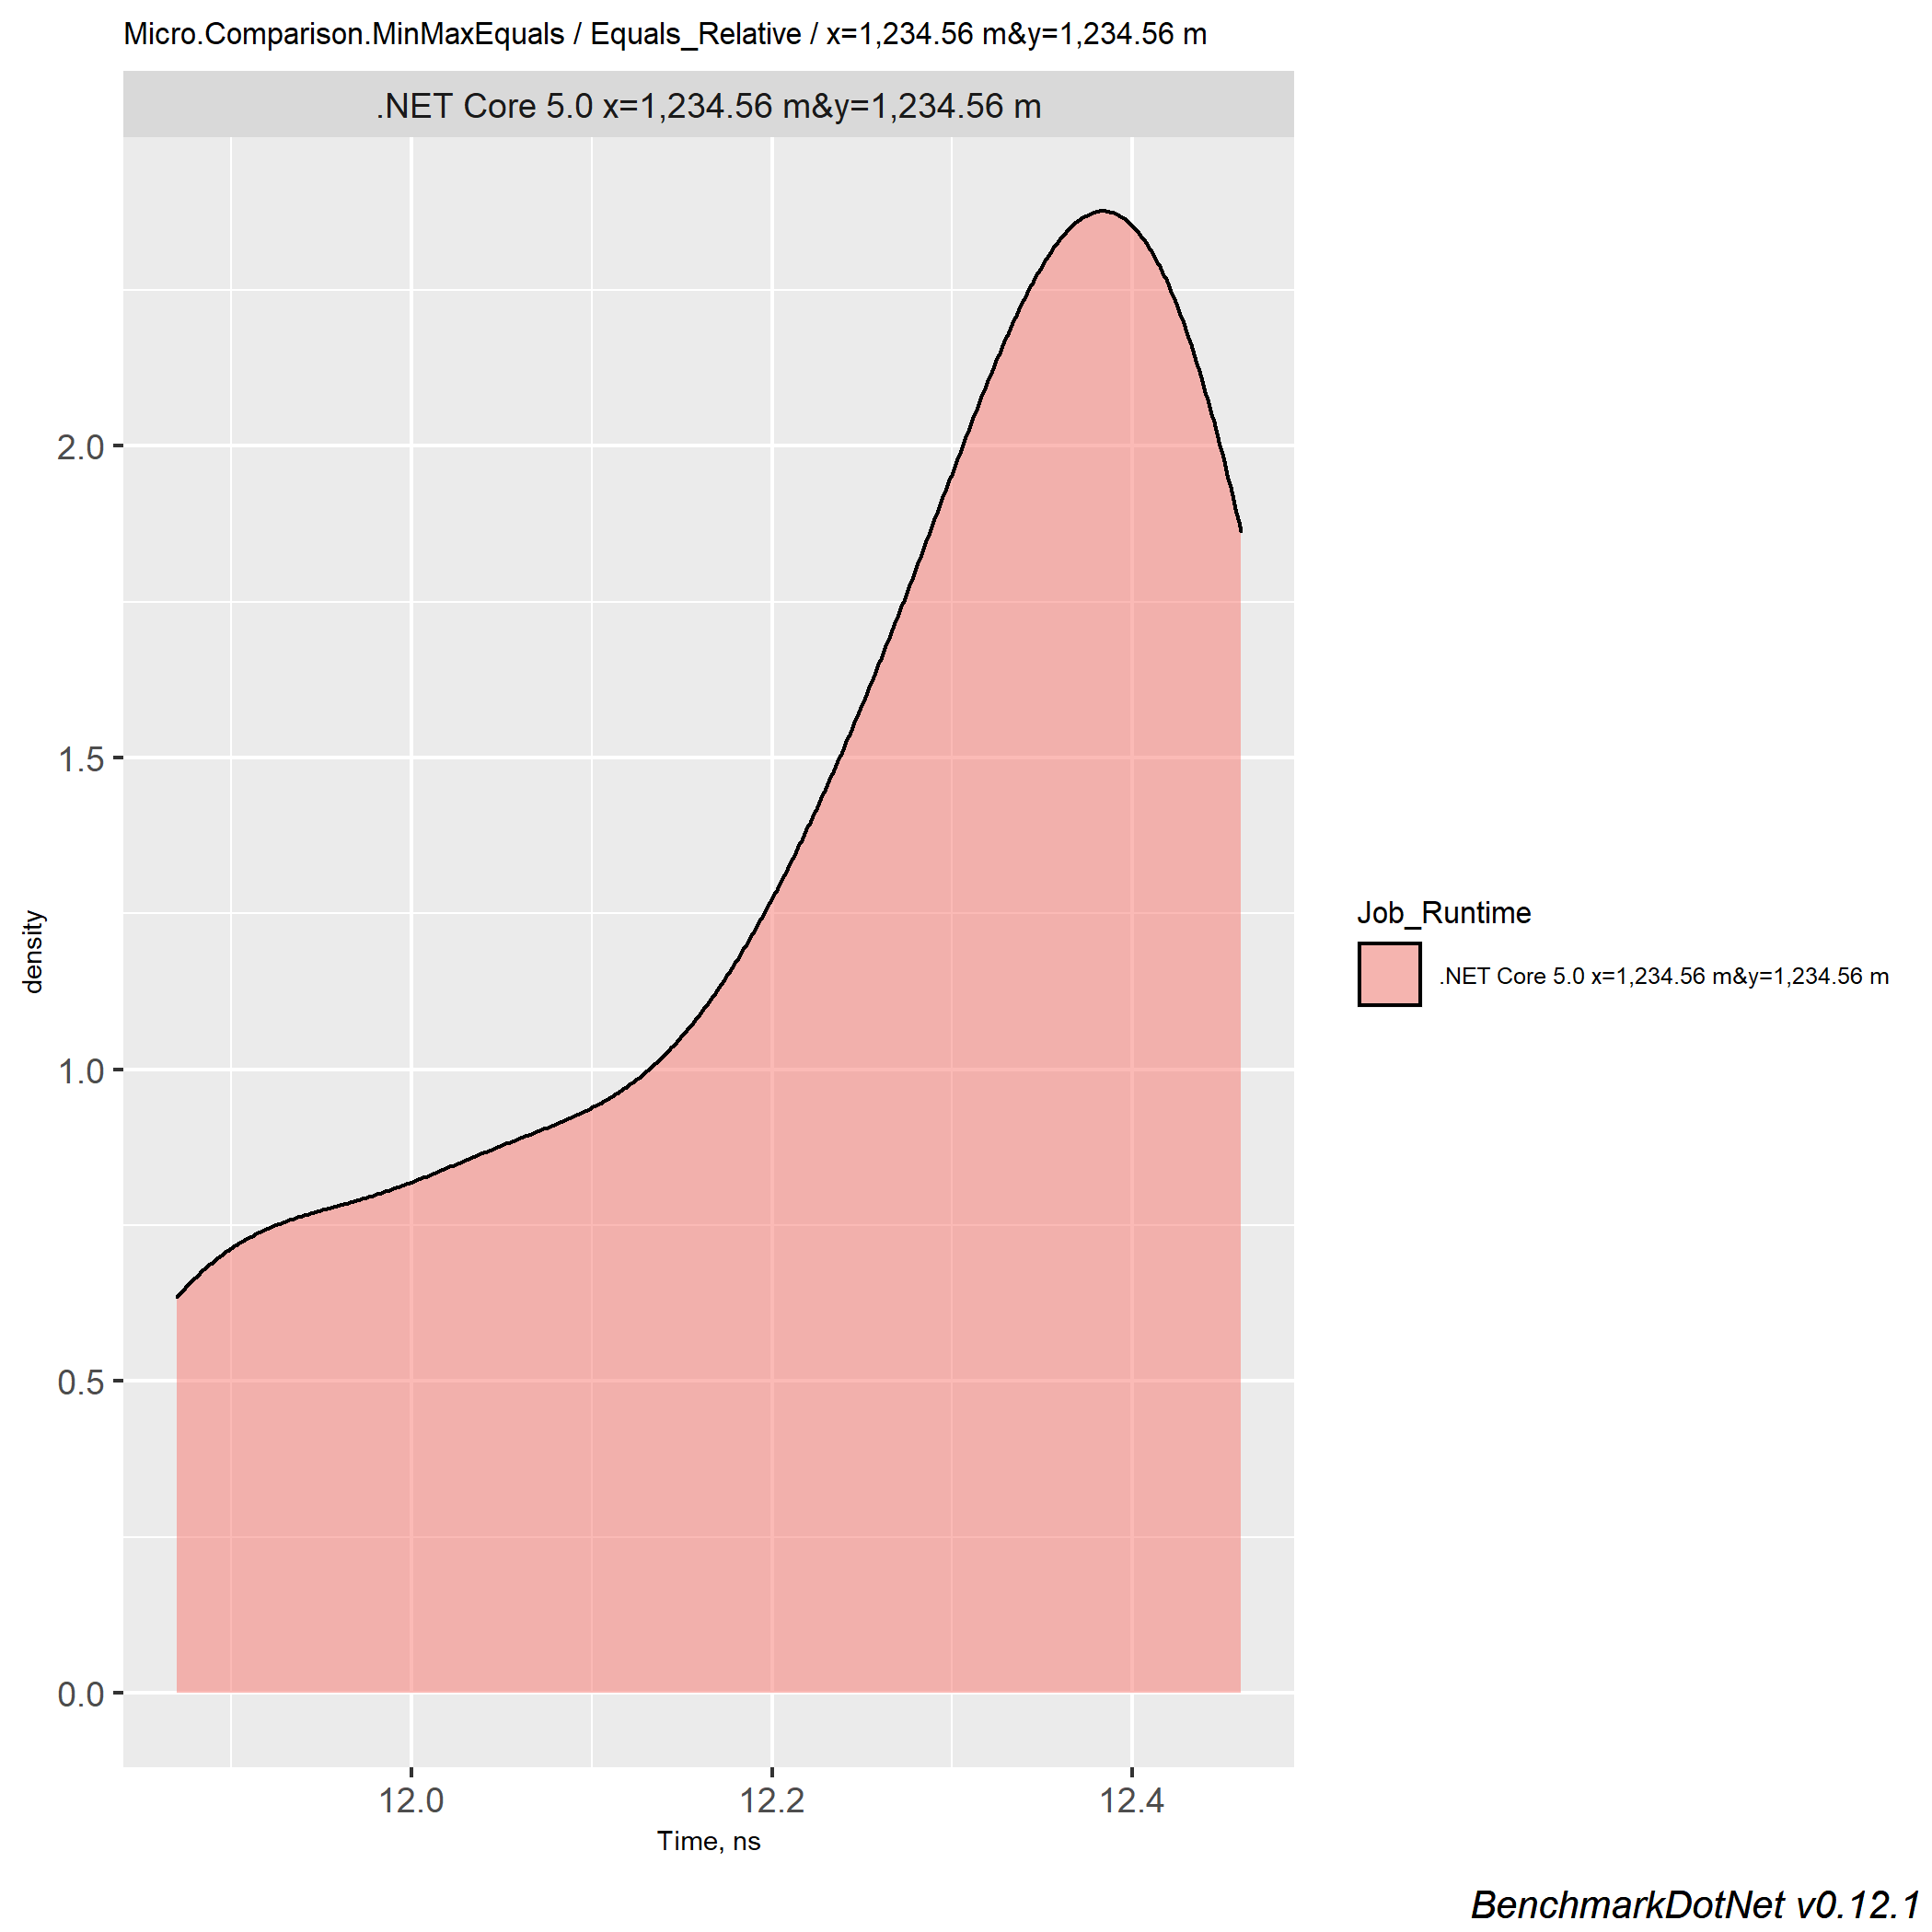 Micro.Comparison.MinMaxEquals / Equals_Relative / x=1,234.56 m&y=1,234.56 m
.NET Core 5.0 x=1,234.56 m&y=1,234.56 m
2.0
1.5
1.0
0.5
0.0
density
12.0 12.2 12.4
Time, ns
Job_Runtime
.NET Core 5.0 x=1,234.56 m&y=1,234.56 m
BenchmarkDotNet v0.12.1